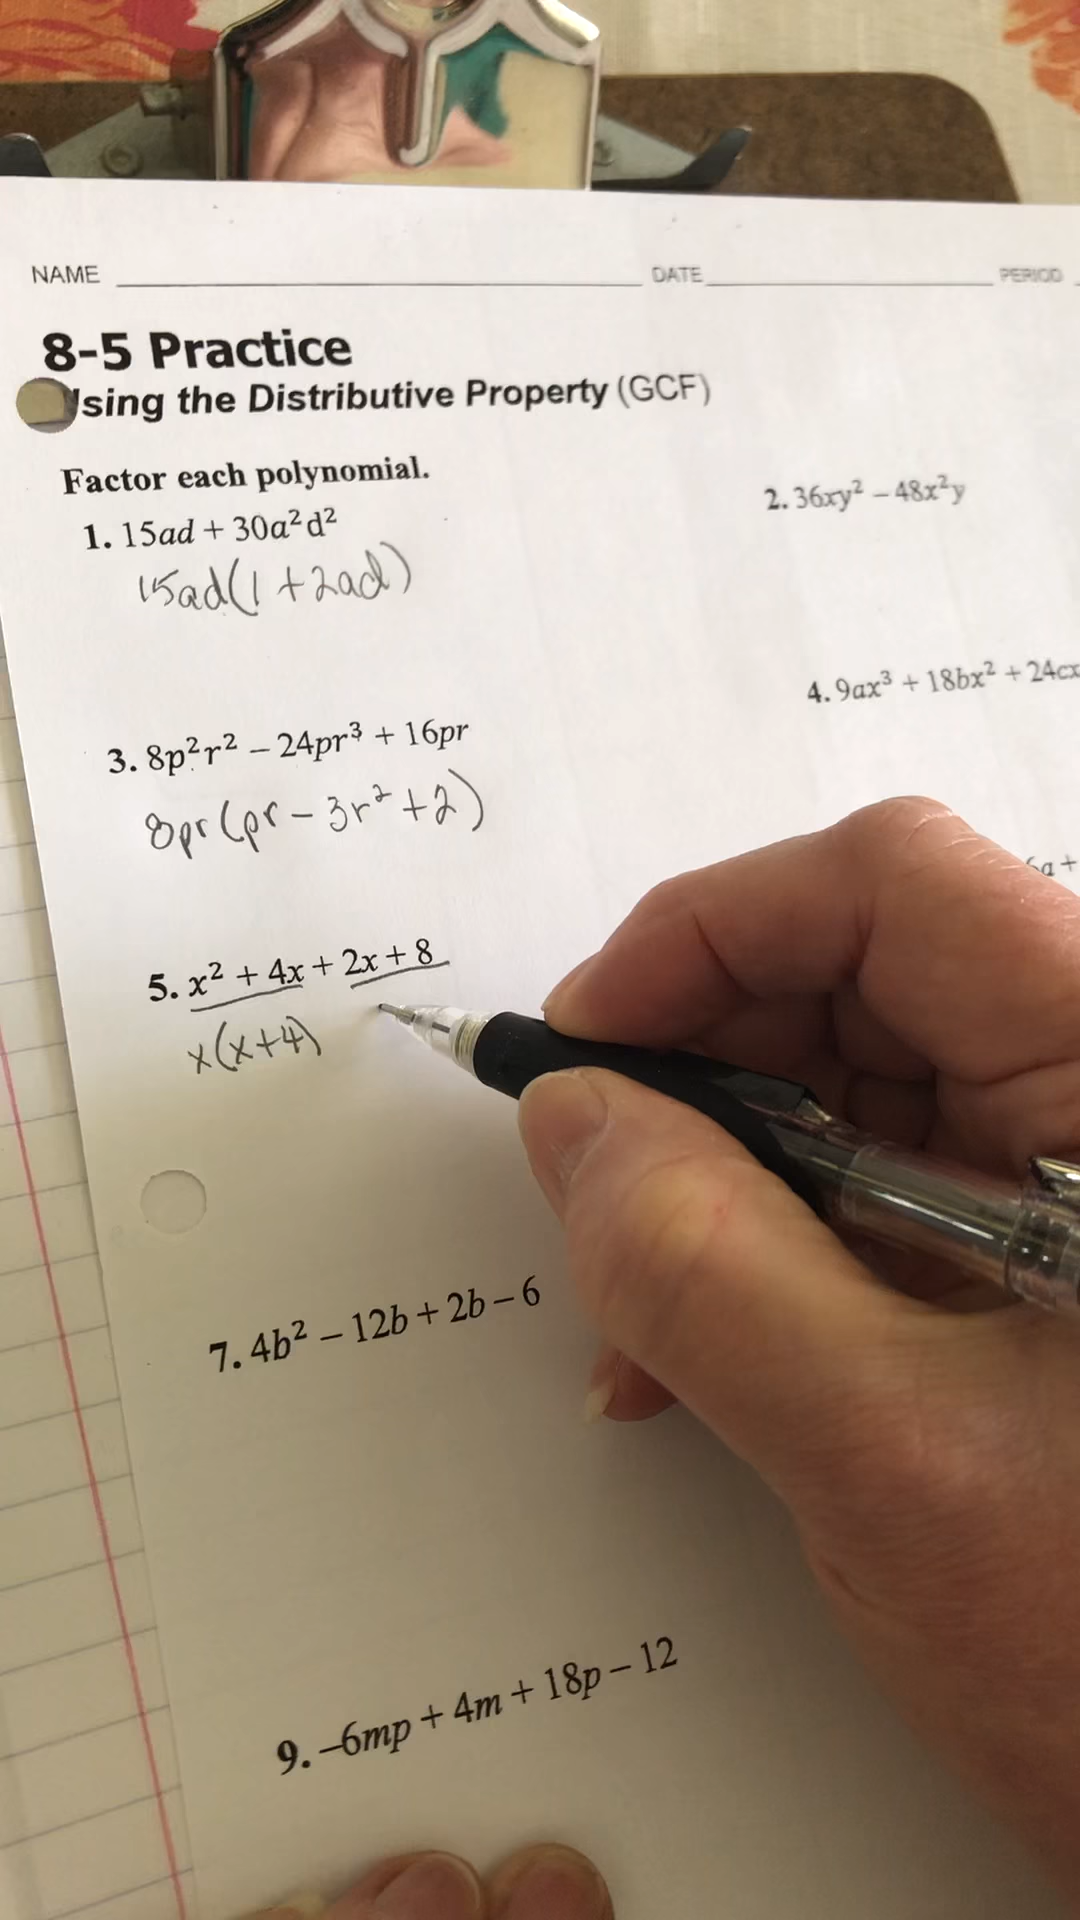 NAME DATE PERIOD
8-5 Practice
sing the Distributive Property (GCF)
Factor each polynomial.
1. 15ad + 30a²d²
15ad(1 + 2ad)
2. 36xy² – 48x²y
3. 8p²r² – 24pr³ + 16pr
8pr(pr – 3r² + 2)
4. 9ax³ + 18bx² + 24cx
5. x² + 4x + 2x + 8
x(x+4)
a +
7. 4b² – 12b + 2b – 6
9. –6mp + 4m + 18p – 12